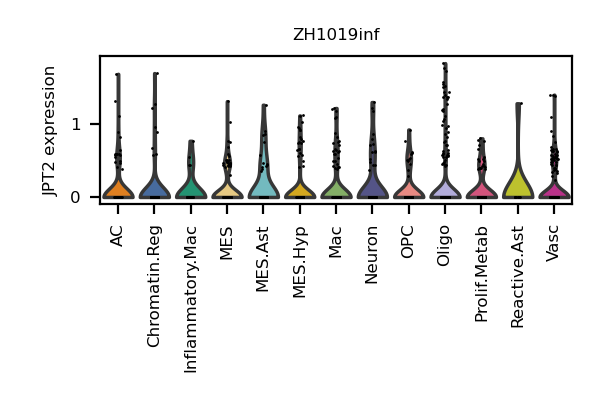 ZH1019inf
JPT2 expression
1
0
AC
Chromatin.Reg
Inflammatory.Mac
MES
MES.Ast
MES.Hyp
Mac
Neuron
OPC
Oligo
Prolif.Metab
Reactive.Ast
Vasc